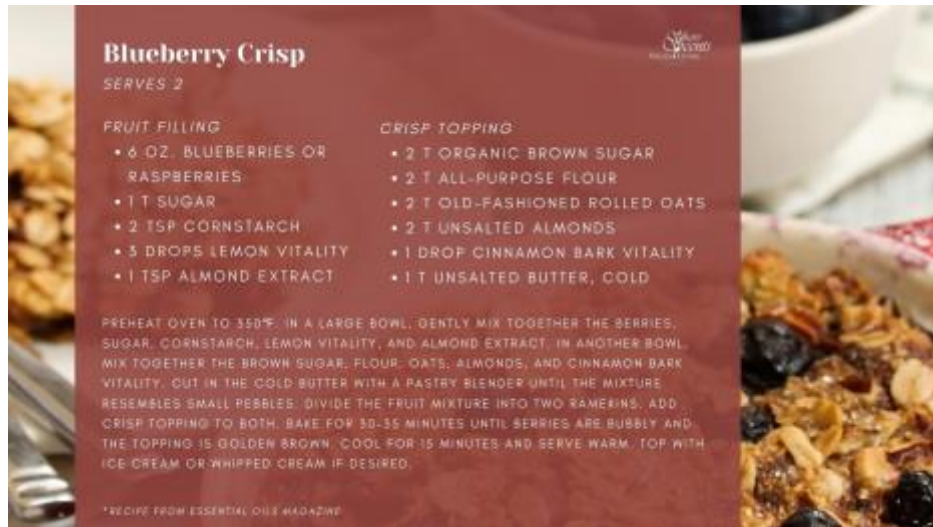 Blueberry Crisp
SERVES 2
FRUIT FILLING
• 6 OZ. BLUEBERRIES OR
RASPBERRIES
• 1 T SUGAR
• 2 TSP CORNSTARCH
• 3 DROPS LEMON VITALITY
• 1 TSP ALMOND EXTRACT
CRISP TOPPING
• 2 T ORGANIC BROWN SUGAR
• 2 T ALL-PURPOSE FLOUR
• 2 T OLD-FASHIONED ROLLED OATS
• 2 T UNSALTED ALMONDS
• 1 DROP CINNAMON BARK VITALITY
• 1 T UNSALTED BUTTER, COLD
PREHEAT OVEN TO 350°F. IN A LARGE BOWL, GENTLY MIX TOGETHER THE BERRIES,
SUGAR, CORNSTARCH, LEMON VITALITY, AND ALMOND EXTRACT. IN ANOTHER BOWL,
MIX TOGETHER THE BROWN SUGAR, FLOUR, OATS, ALMONDS, AND CINNAMON BARK
VITALITY. CUT IN THE COLD BUTTER WITH A PASTRY BLENDER UNTIL THE MIXTURE
RESEMBLES SMALL PEBBLES. DIVIDE THE FRUIT MIXTURE INTO TWO RAMEKINS. ADD
CRISP TOPPING TO BOTH. BAKE FOR 30-35 MINUTES UNTIL BERRIES ARE BUBBLY AND
THE TOPPING IS GOLDEN BROWN. COOL FOR 15 MINUTES AND SERVE WARM. TOP WITH
ICE CREAM OR WHIPPED CREAM IF DESIRED.
*RECIPE FROM ESSENTIAL OILS MAGAZINE